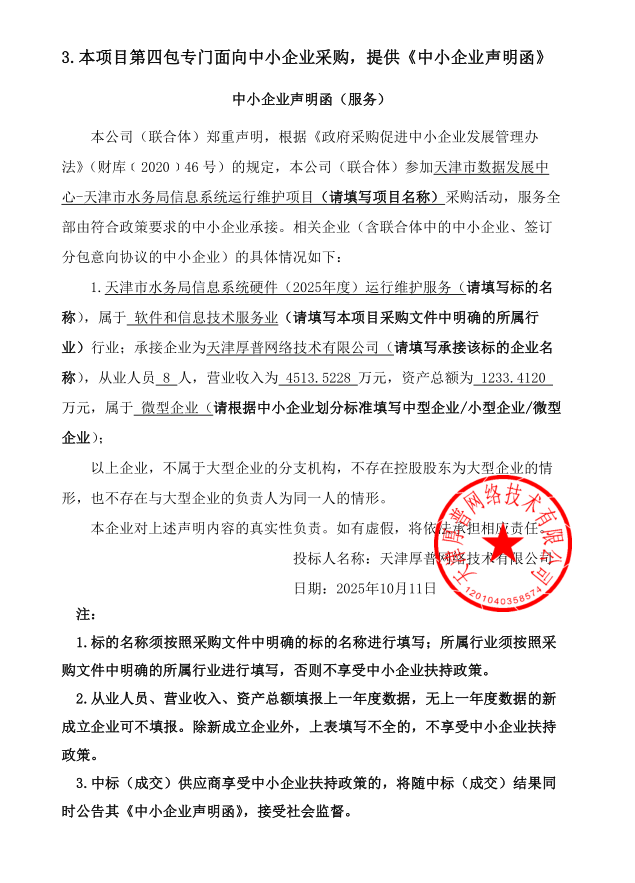 3.本项目第四包专门面向中小企业采购，提供《中小企业声明函》
中小企业声明函（服务）
本公司（联合体）郑重声明，根据《政府采购促进中小企业发展管理办
法》（财库﹝2020﹞46号）的规定，本公司（联合体）参加天津市数据发展中
心-天津市水务局信息系统运行维护项目（请填写项目名称）采购活动，服务全
部由符合政策要求的中小企业承接。相关企业（含联合体中的中小企业、签订
分包意向协议的中小企业）的具体情况如下：
1.天津市水务局信息系统硬件（2025年度）运行维护服务（请填写标的名
称），属于 软件和信息技术服务业（请填写本项目采购文件中明确的所属行
业）行业；承接企业为天津厚普网络技术有限公司（请填写承接该标的企业名
称），从业人员 8 人，营业收入为 4513.5228 万元，资产总额为 1233.4120
万元，属于 微型企业（请根据中小企业划分标准填写中型企业/小型企业/微型
企业）；
以上企业，不属于大型企业的分支机构，不存在控股股东为大型企业的情
形，也不存在与大型企业的负责人为同一人的情形。
本企业对上述声明内容的真实性负责。如有虚假，将依法承担相应责任。
投标人名称：天津厚普网络技术有限公司
日期：2025年10月11日
天津厚普网络技术有限公司
1201040358574
注：
1.标的名称须按照采购文件中明确的标的名称进行填写；所属行业须按照采
购文件中明确的所属行业进行填写，否则不享受中小企业扶持政策。
2.从业人员、营业收入、资产总额填报上一年度数据，无上一年度数据的新
成立企业可不填报。除新成立企业外，上表填写不全的，不享受中小企业扶持
政策。
3.中标（成交）供应商享受中小企业扶持政策的，将随中标（成交）结果同
时公告其《中小企业声明函》，接受社会监督。